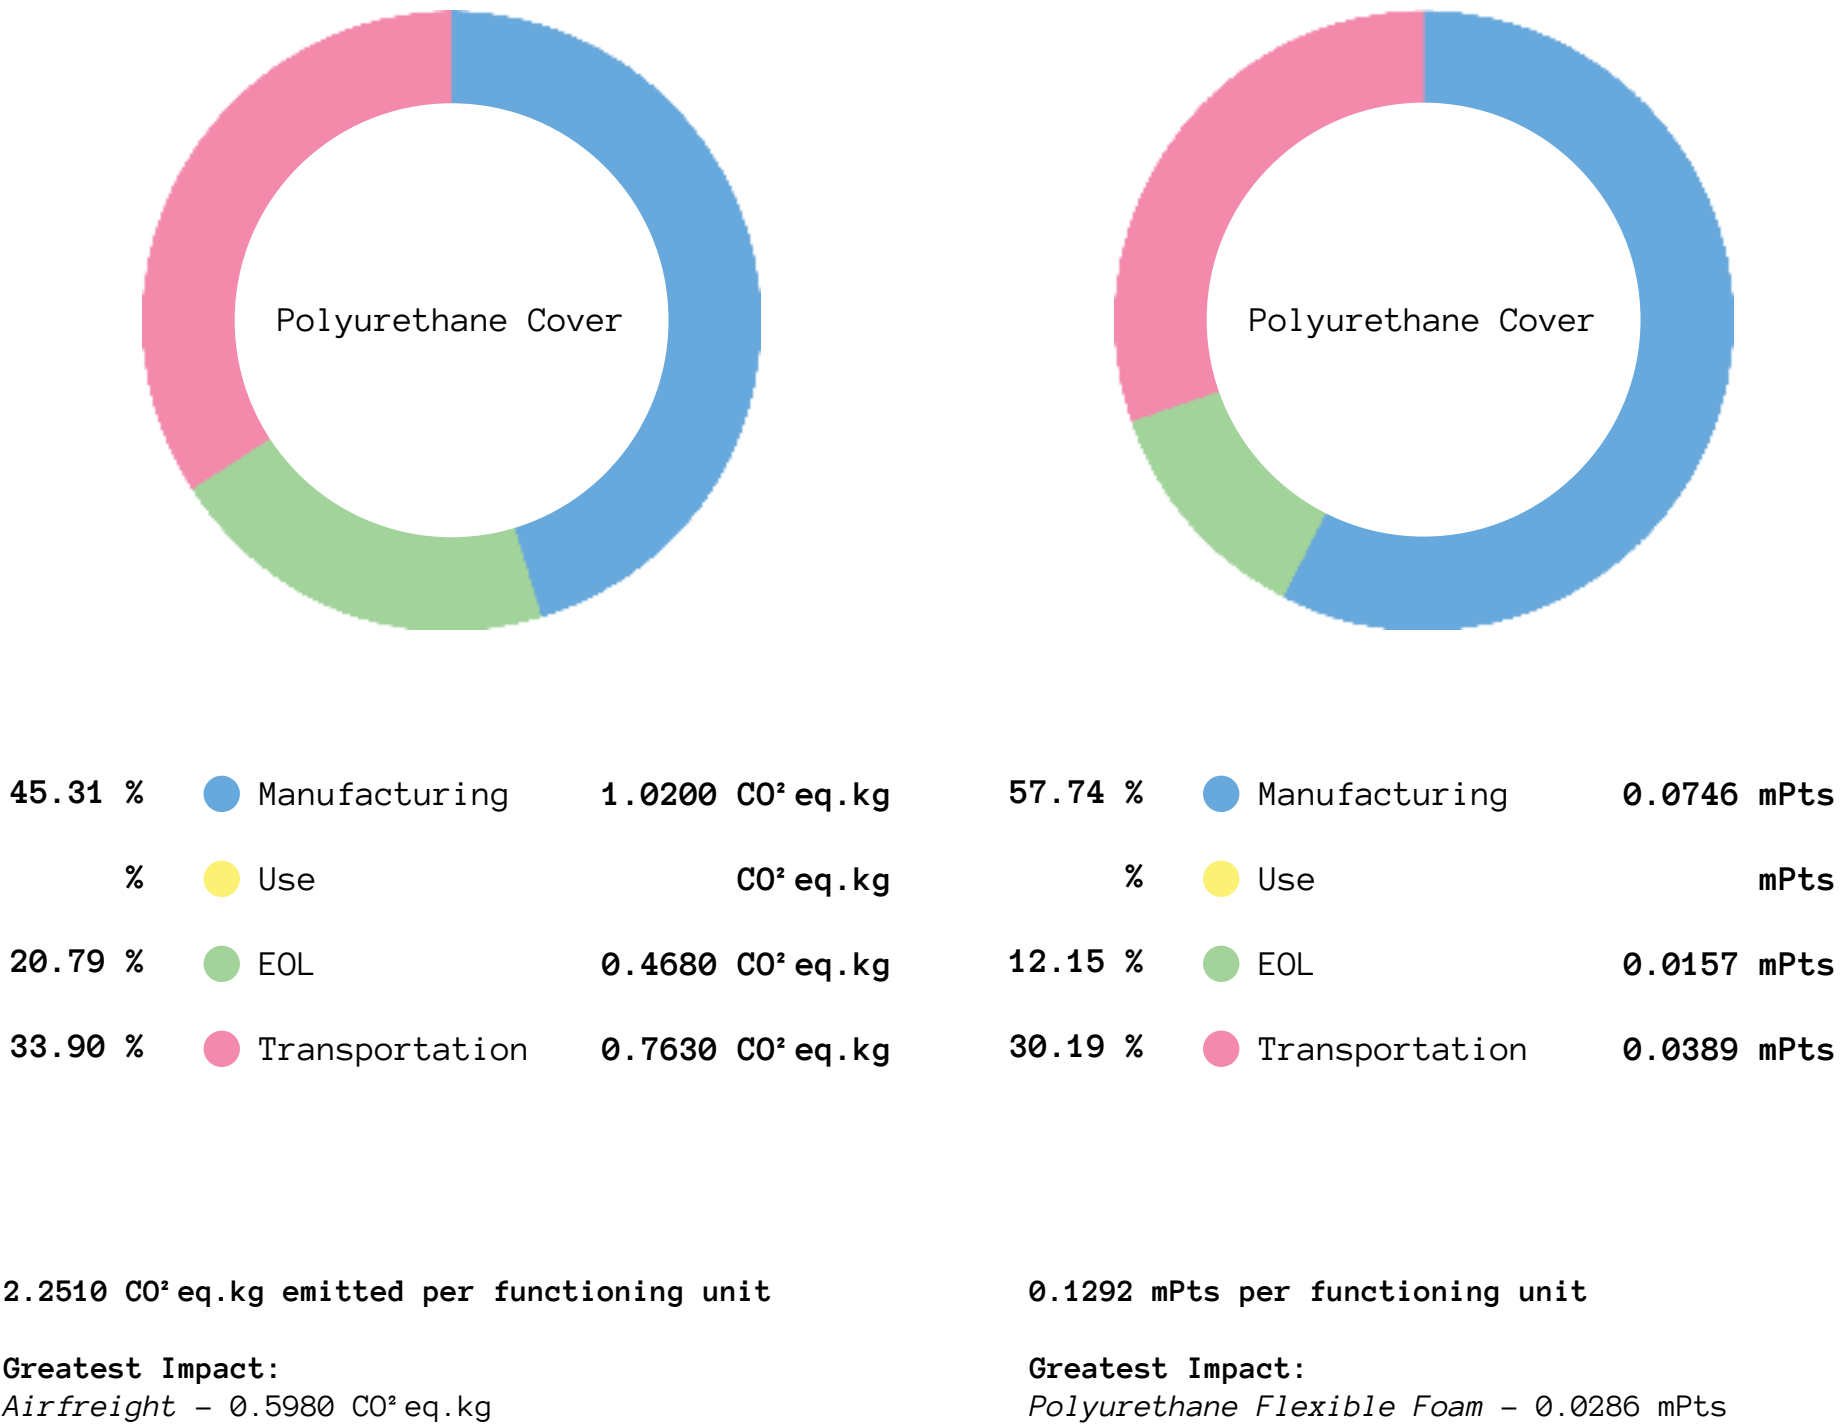 Polyurethane Cover
45.31 % Manufacturing 1.0200 CO² eq.kg
% Use CO² eq.kg
20.79 % EOL 0.4680 CO² eq.kg
33.90 % Transportation 0.7630 CO² eq.kg
2.2510 CO² eq.kg emitted per functioning unit
Greatest Impact:
Airfreight – 0.5980 CO² eq.kg
Polyurethane Cover
57.74 % Manufacturing 0.0746 mPts
% Use mPts
12.15 % EOL 0.0157 mPts
30.19 % Transportation 0.0389 mPts
0.1292 mPts per functioning unit
Greatest Impact:
Polyurethane Flexible Foam – 0.0286 mPts